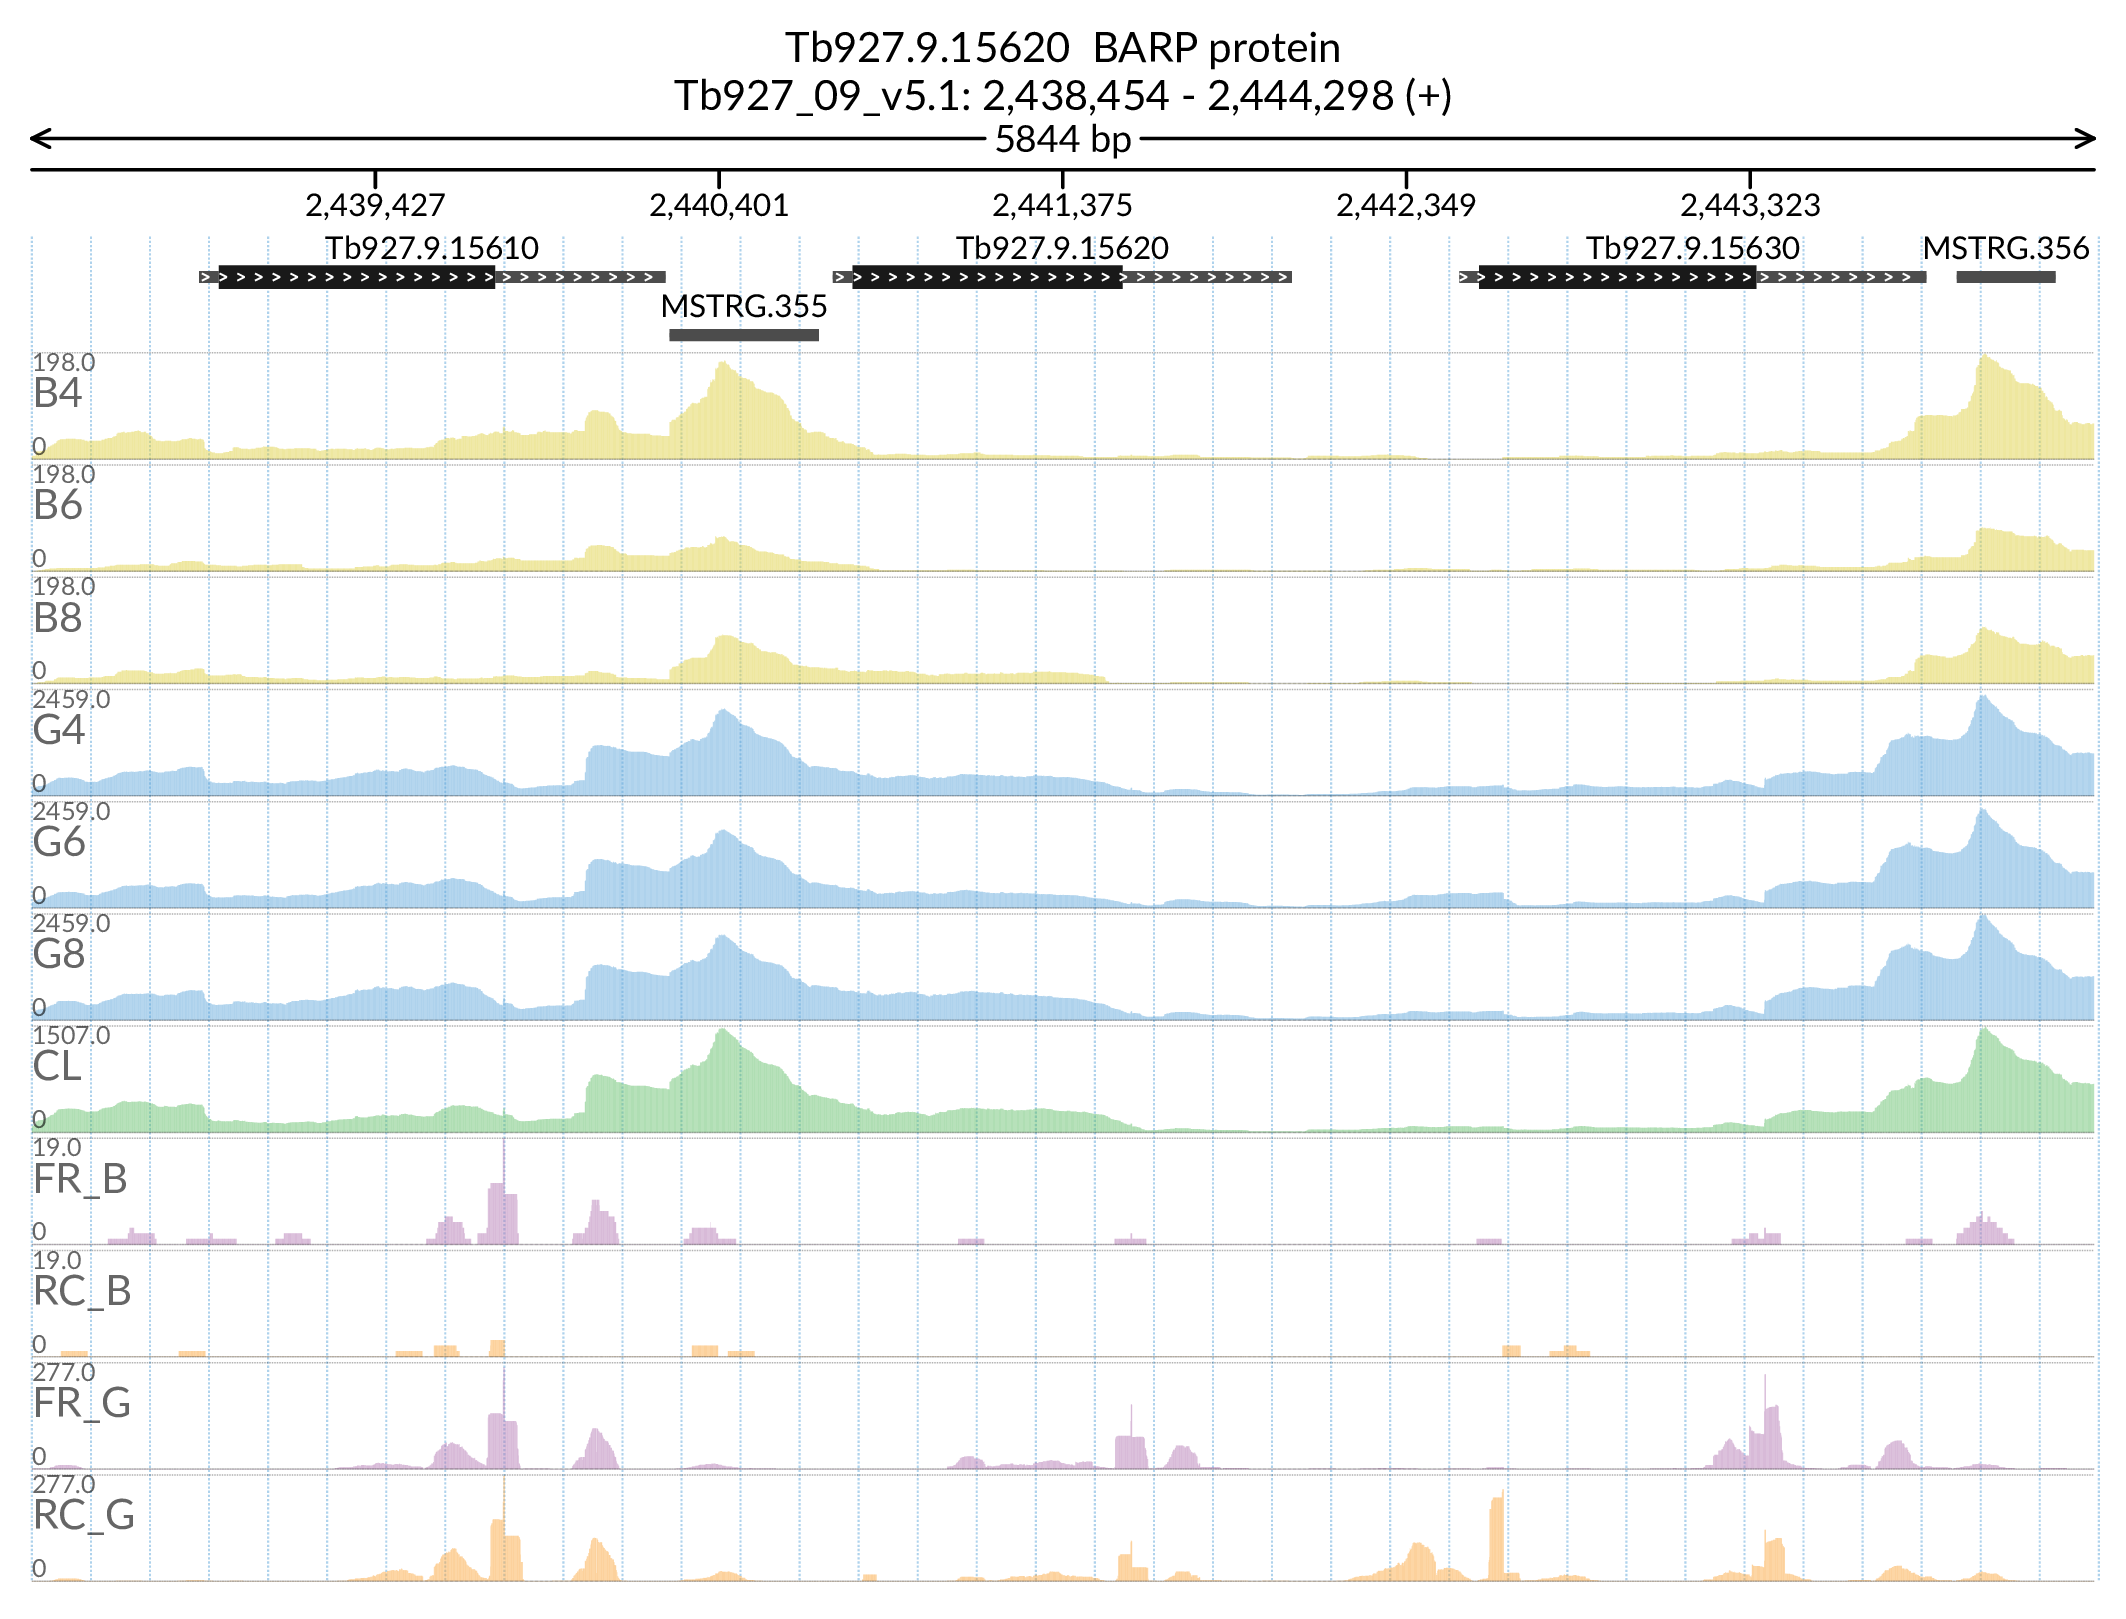 Tb927.9.15620 BARP protein
Tb927_09_v5.1: 2,438,454 - 2,444,298 (+)
5844 bp
2,439,427 2,440,401 2,441,375 2,442,349 2,443,323
Tb927.9.15610 Tb927.9.15620 Tb927.9.15630 MSTRG.356
MSTRG.355
198.0
B4
0
198.0
B6
0
198.0
B8
0
2459.0
G4
0
2459.0
G6
0
2459.0
G8
0
1507.0
CL
0
19.0
FR_B
0
19.0
RC_B
0
277.0
FR_G
0
277.0
RC_G
0